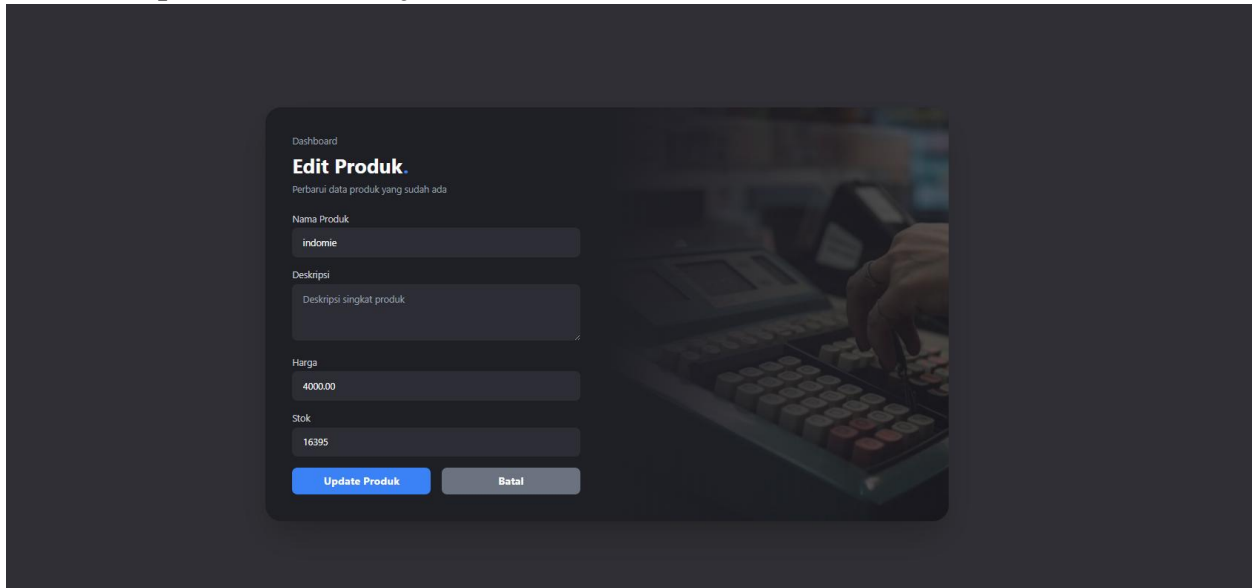 Dashboard
Edit Produk.
Perbarui data produk yang sudah ada
Nama Produk
indomie
Deskripsi
Deskripsi singkat produk
Harga
4000.00
Stok
16395
Update Produk Batal